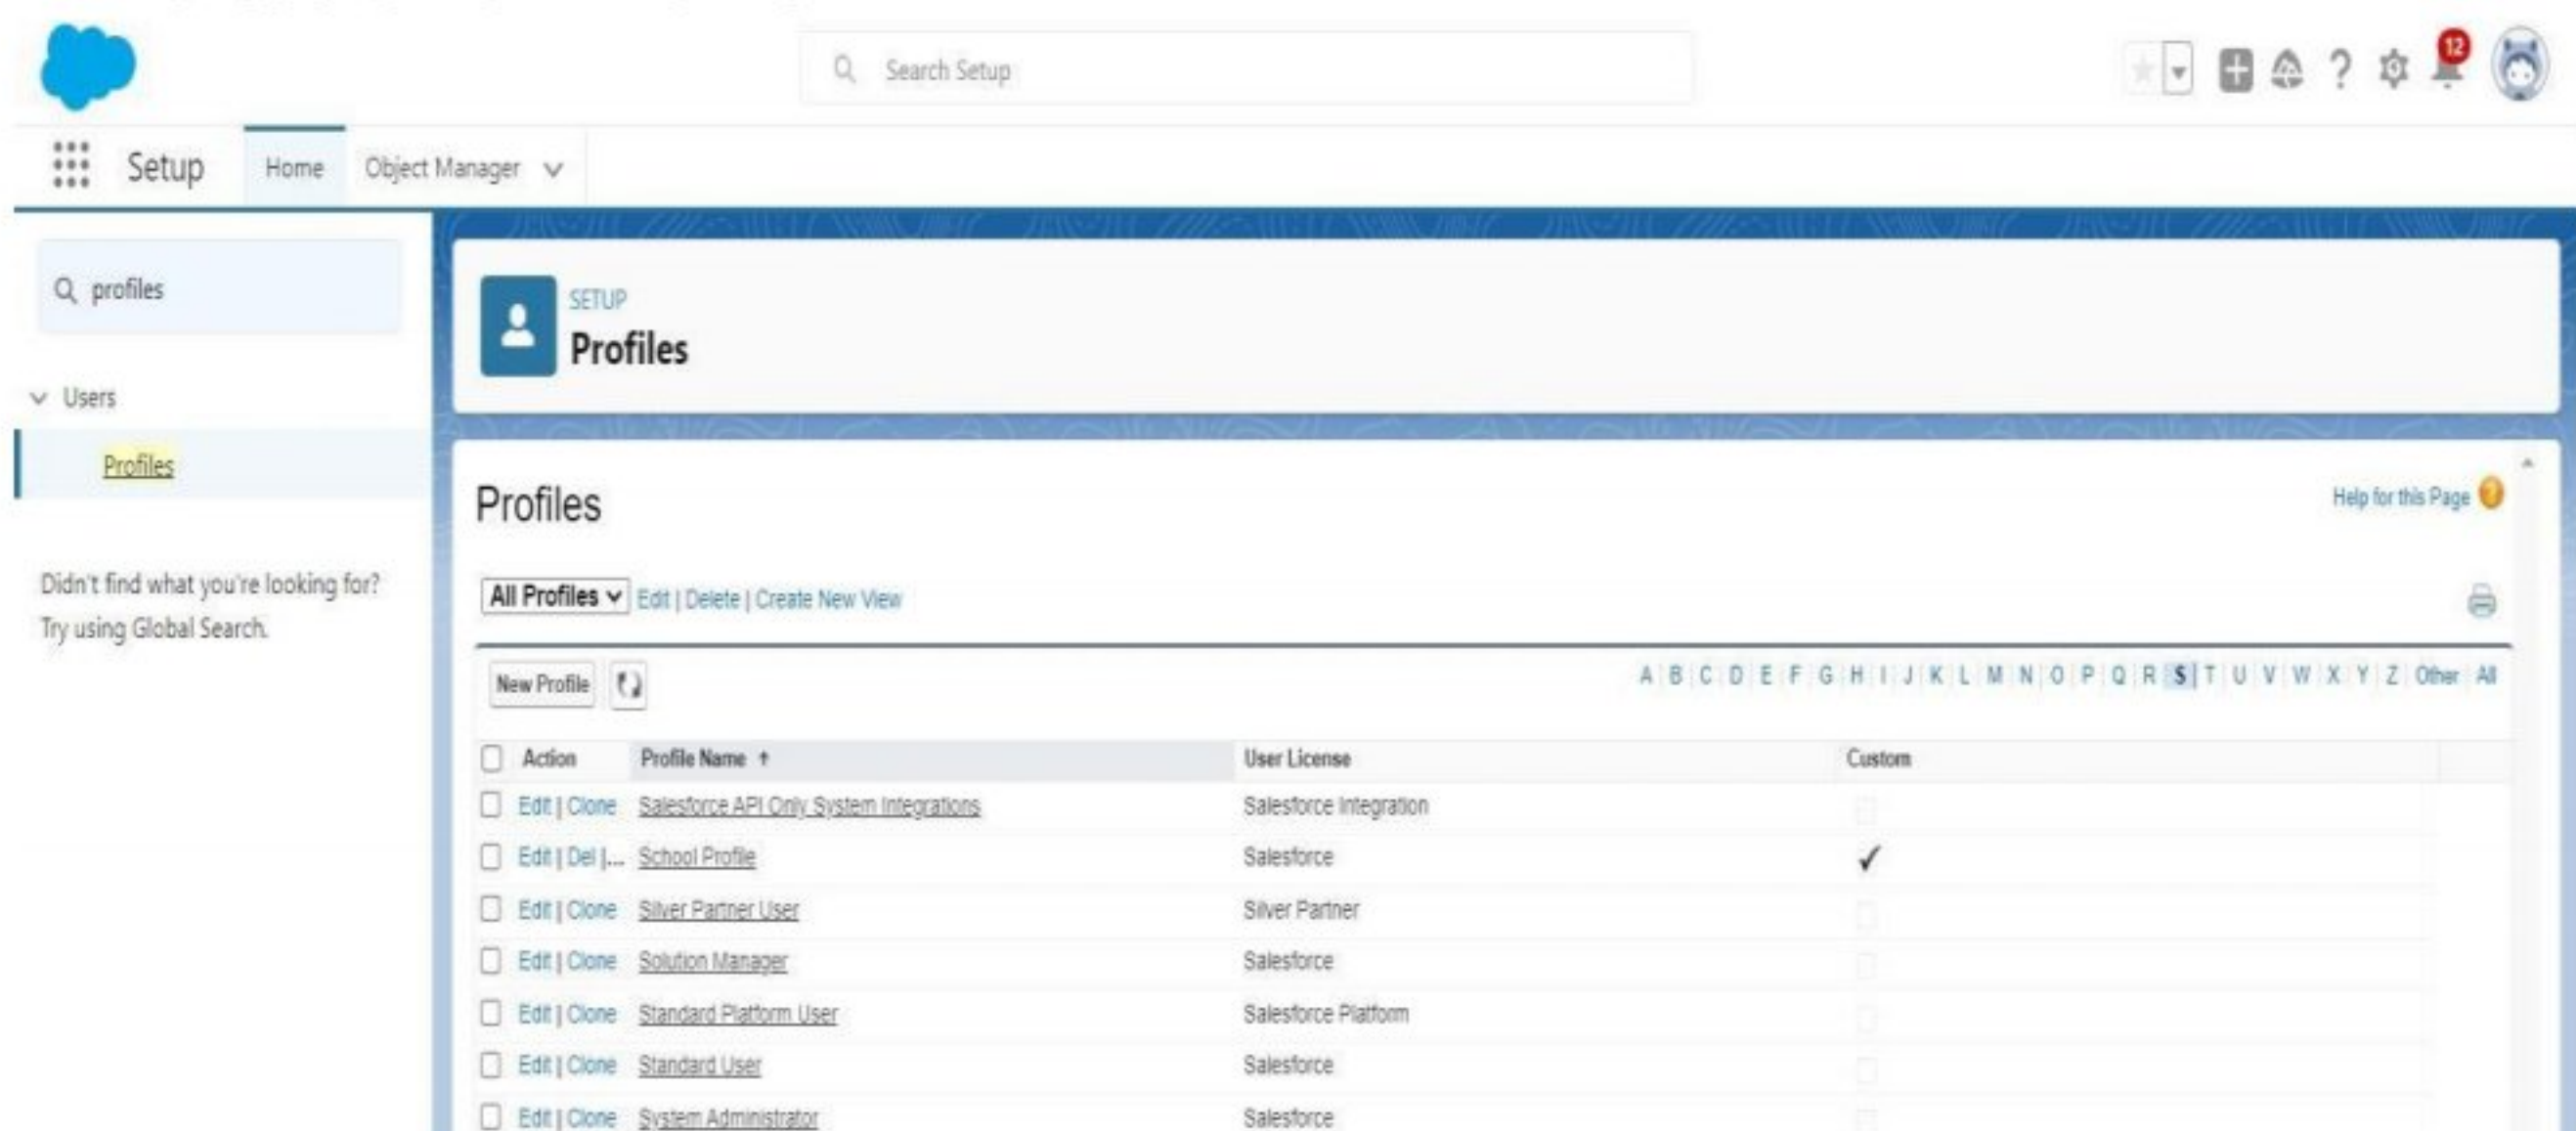 Search Setup
12
Setup
Home
Object Manager
profiles
Users
Profiles
Didn't find what you're looking for?
Try using Global Search.
SETUP
Profiles
Profiles
Help for this Page ?
All Profiles Edit | Delete | Create New View
New Profile
A B C D E F G H I J K L M N O P Q R S T U V W X Y Z Other All
Action Profile Name ↑ User License Custom
Edit | Clone Salesforce API Only System Integrations Salesforce Integration
Edit | Del |... School Profile Salesforce ✓
Edit | Clone Silver Partner User Silver Partner
Edit | Clone Solution Manager Salesforce
Edit | Clone Standard Platform User Salesforce Platform
Edit | Clone Standard User Salesforce
Edit | Clone System Administrator Salesforce